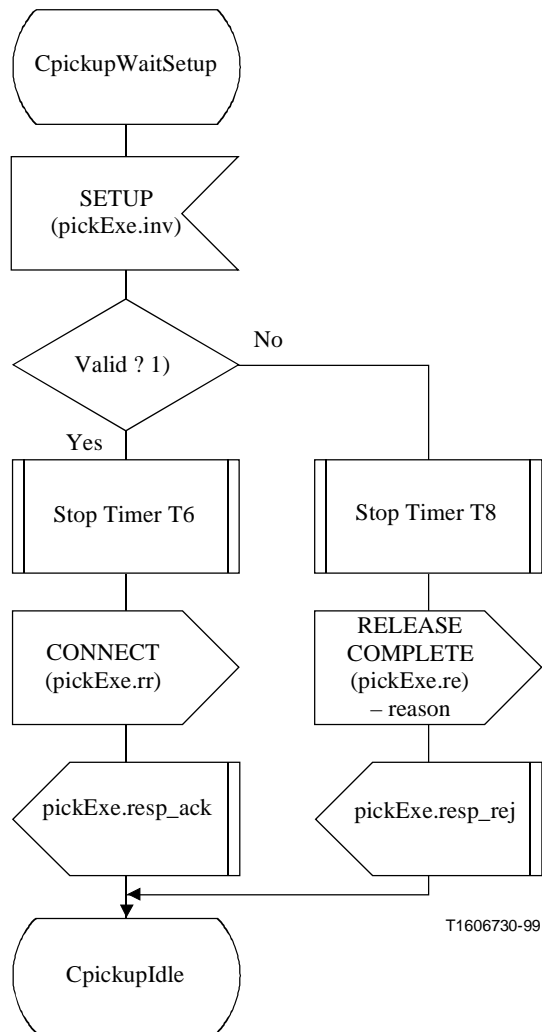 CpickupWaitSetup
SETUP
(pickExe.inv)
Valid ? 1)
No
Yes
Stop Timer T6
Stop Timer T8
CONNECT
(pickExe.rr)
RELEASE
COMPLETE
(pickExe.re)
– reason
pickExe.resp_ack
pickExe.resp_rej
T1606730-99
CpickupIdle